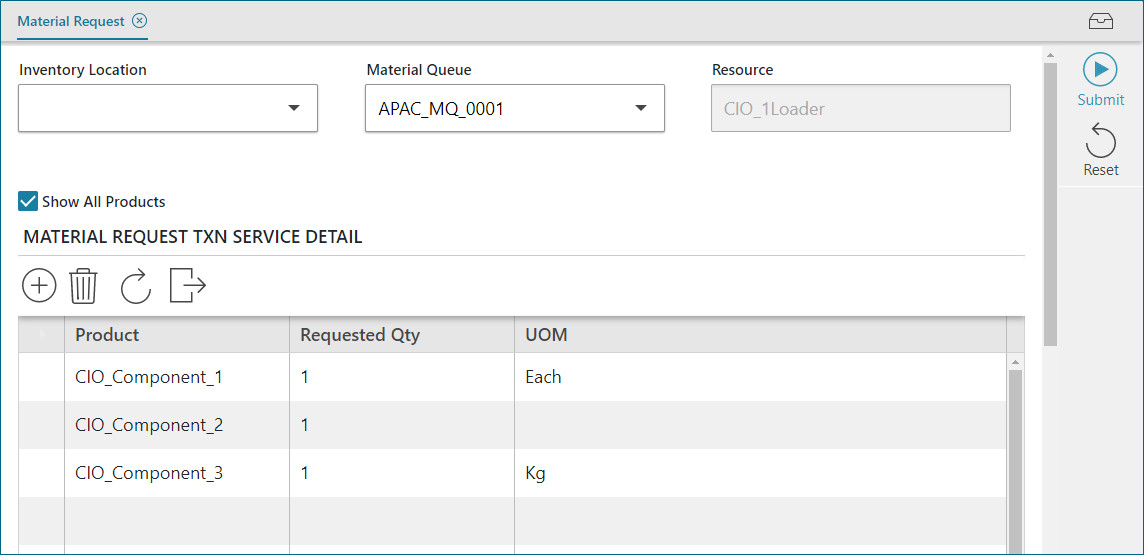 Material Request
Inventory Location
Material Queue
Resource
APAC_MQ_0001
CIO_1Loader
Submit
Reset
Show All Products
MATERIAL REQUEST TXN SERVICE DETAIL
Product Requested Qty UOM
CIO_Component_1 1 Each
CIO_Component_2 1
CIO_Component_3 1 Kg